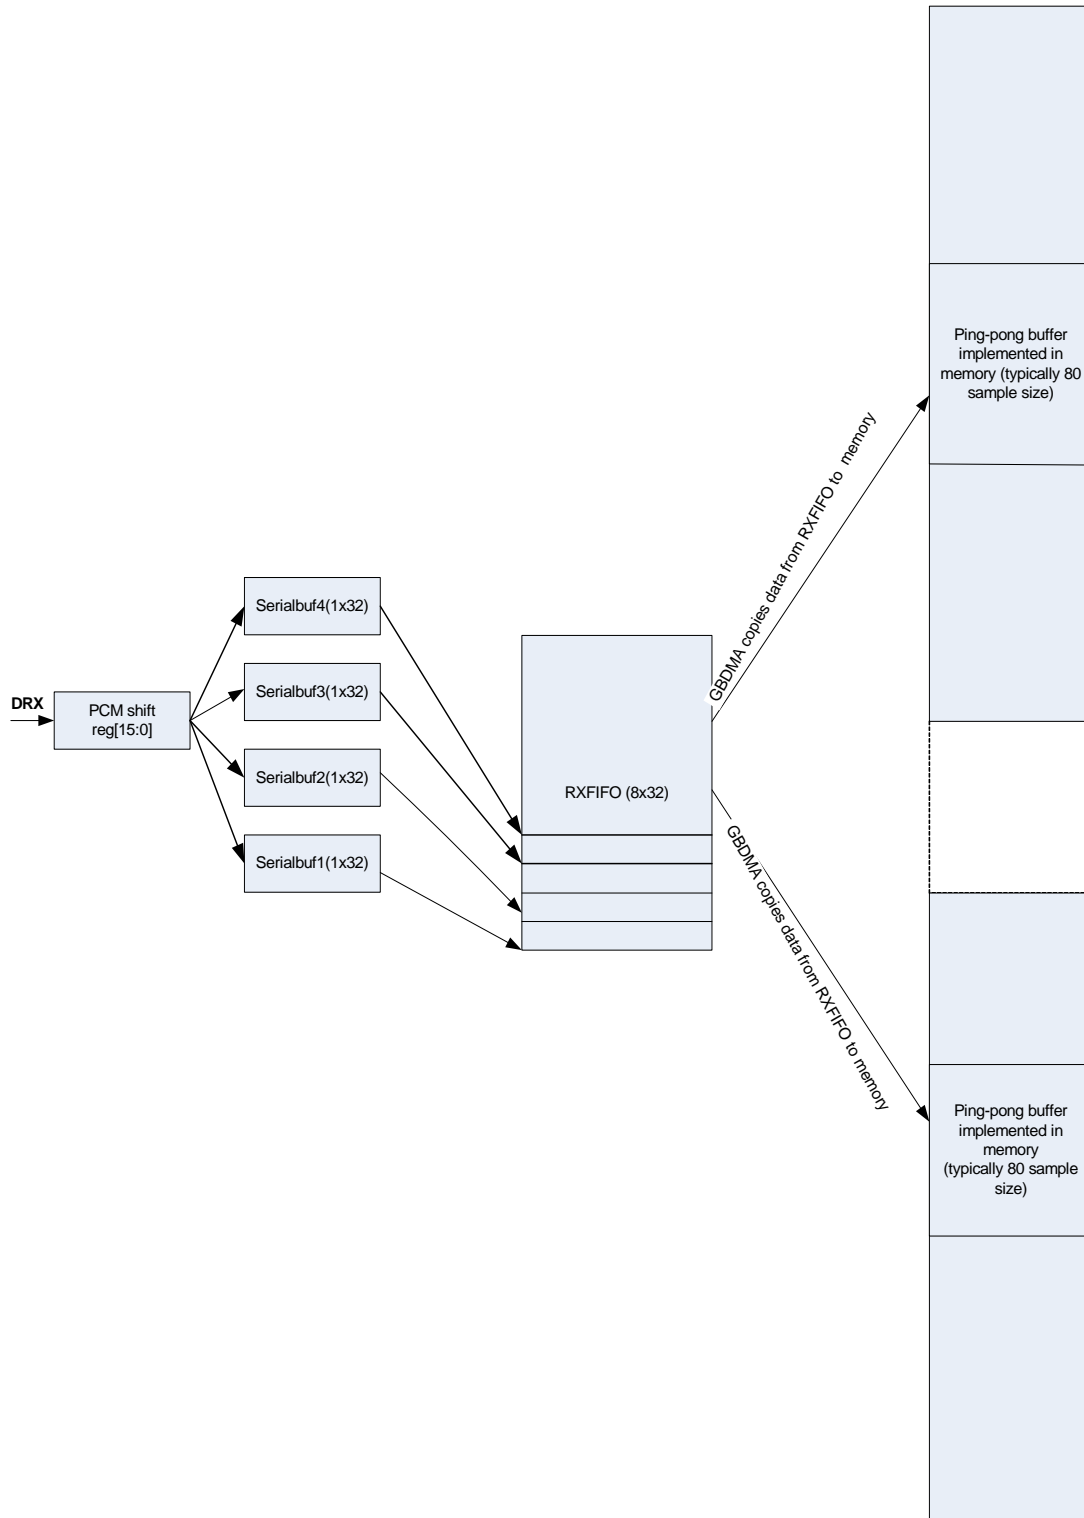 DRX
PCM shift
reg[15:0]
Serialbuf4(1x32)
Serialbuf3(1x32)
Serialbuf2(1x32)
Serialbuf1(1x32)
RXFIFO (8x32)
GBDMA copies data from RXFIFO to memory
GBDMA copies data from RXFIFO to memory
Ping-pong buffer
implemented in
memory (typically 80
sample size)
Ping-pong buffer
implemented in
memory
(typically 80 sample
size)